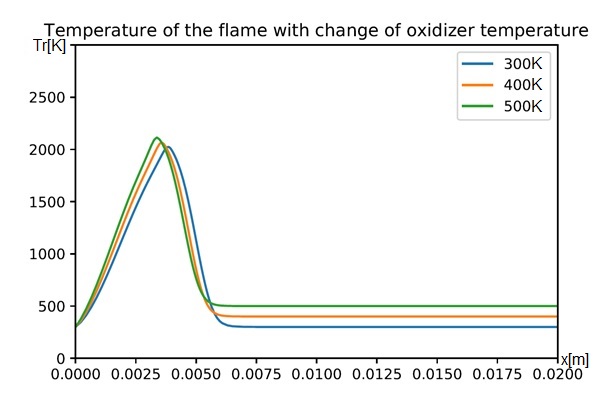 Temperature of the flame with change of oxidizer temperature
Tr[K]
300K
400K
500K
2500
2000
1500
1000
500
0
0.0000 0.0025 0.0050 0.0075 0.0100 0.0125 0.0150 0.0175 0.0200
x[m]